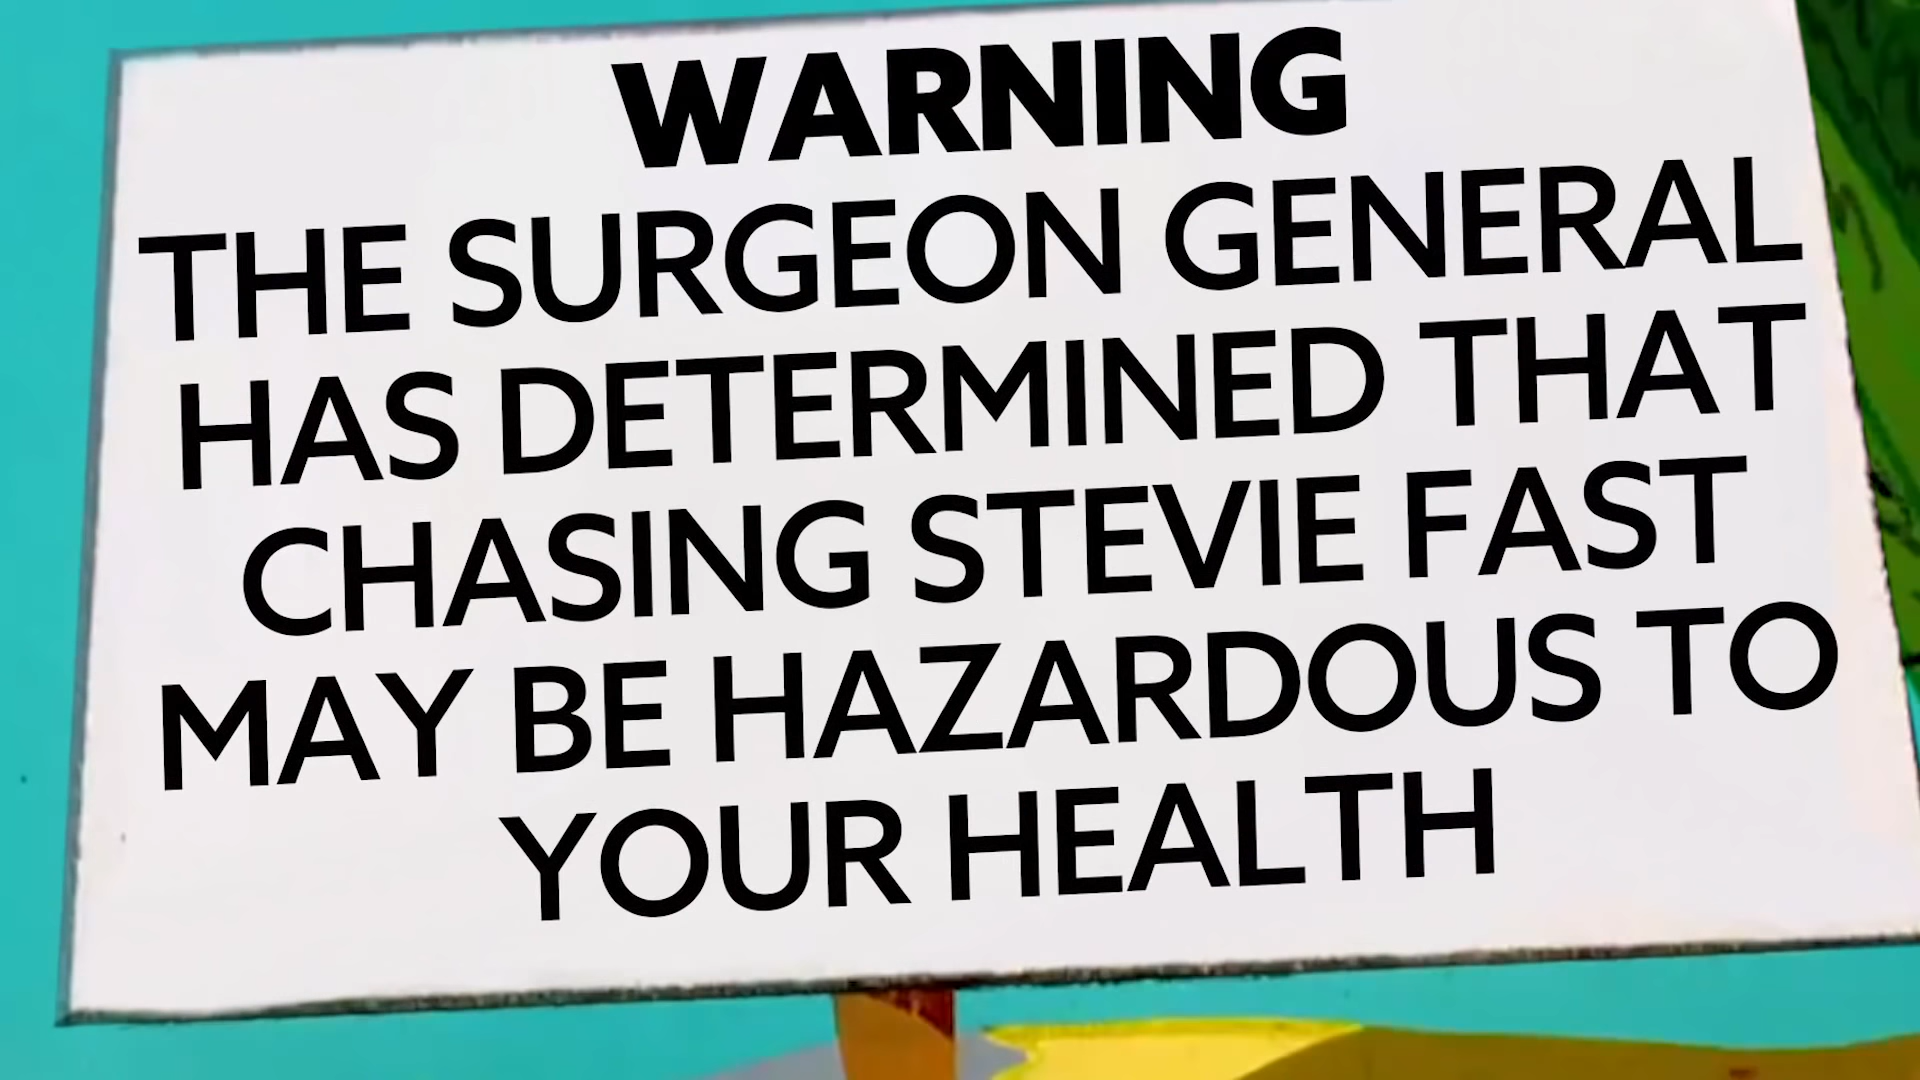 WARNING
THE SURGEON GENERAL
HAS DETERMINED THAT
CHASING STEVIE FAST
MAY BE HAZARDOUS TO
YOUR HEALTH